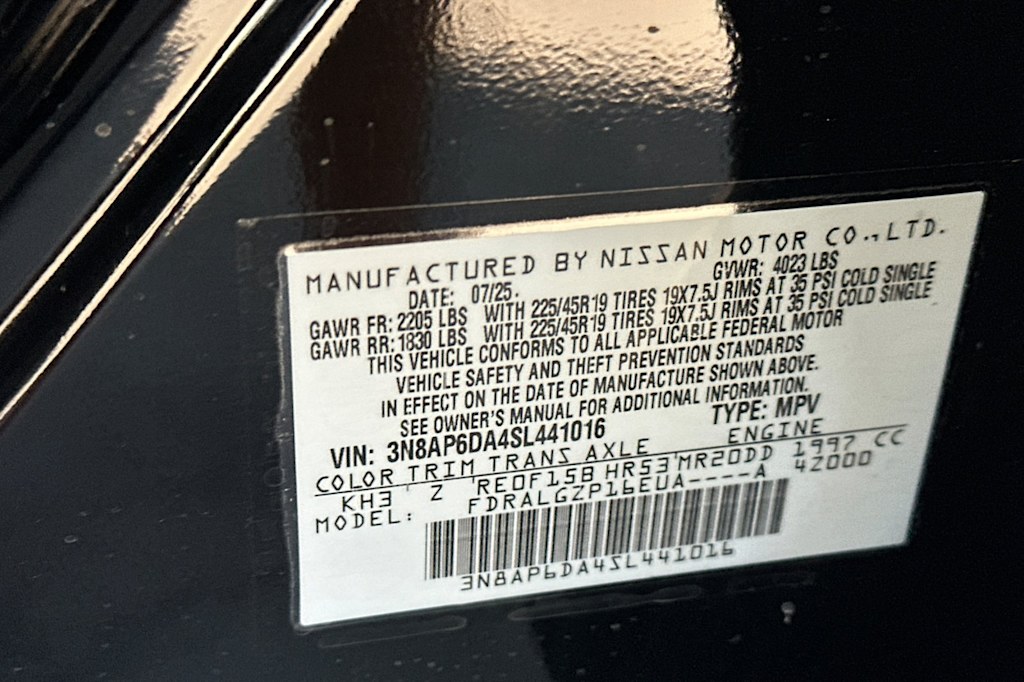 MANUFACTURED BY NISSAN MOTOR CO.,LTD.
DATE: 07/25. GVWR: 4023 LBS
GAWR FR: 2205 LBS WITH 225/45R19 TIRES 19X7.5J RIMS AT 35 PSI COLD SINGLE
GAWR RR: 1830 LBS WITH 225/45R19 TIRES 19X7.5J RIMS AT 35 PSI COLD SINGLE
THIS VEHICLE CONFORMS TO ALL APPLICABLE FEDERAL MOTOR
VEHICLE SAFETY AND THEFT PREVENTION STANDARDS
IN EFFECT ON THE DATE OF MANUFACTURE SHOWN ABOVE.
SEE OWNER'S MANUAL FOR ADDITIONAL INFORMATION.
VIN: 3N8AP6DA4SL441016 TYPE: MPV
COLOR TRIM TRANS AXLE ENGINE
KH3 Z RE0F15B HR53 MR20DD 1997 CC
MODEL: FDRALGZP16EUA----A 4Z000
3N8AP6DA4SL441016